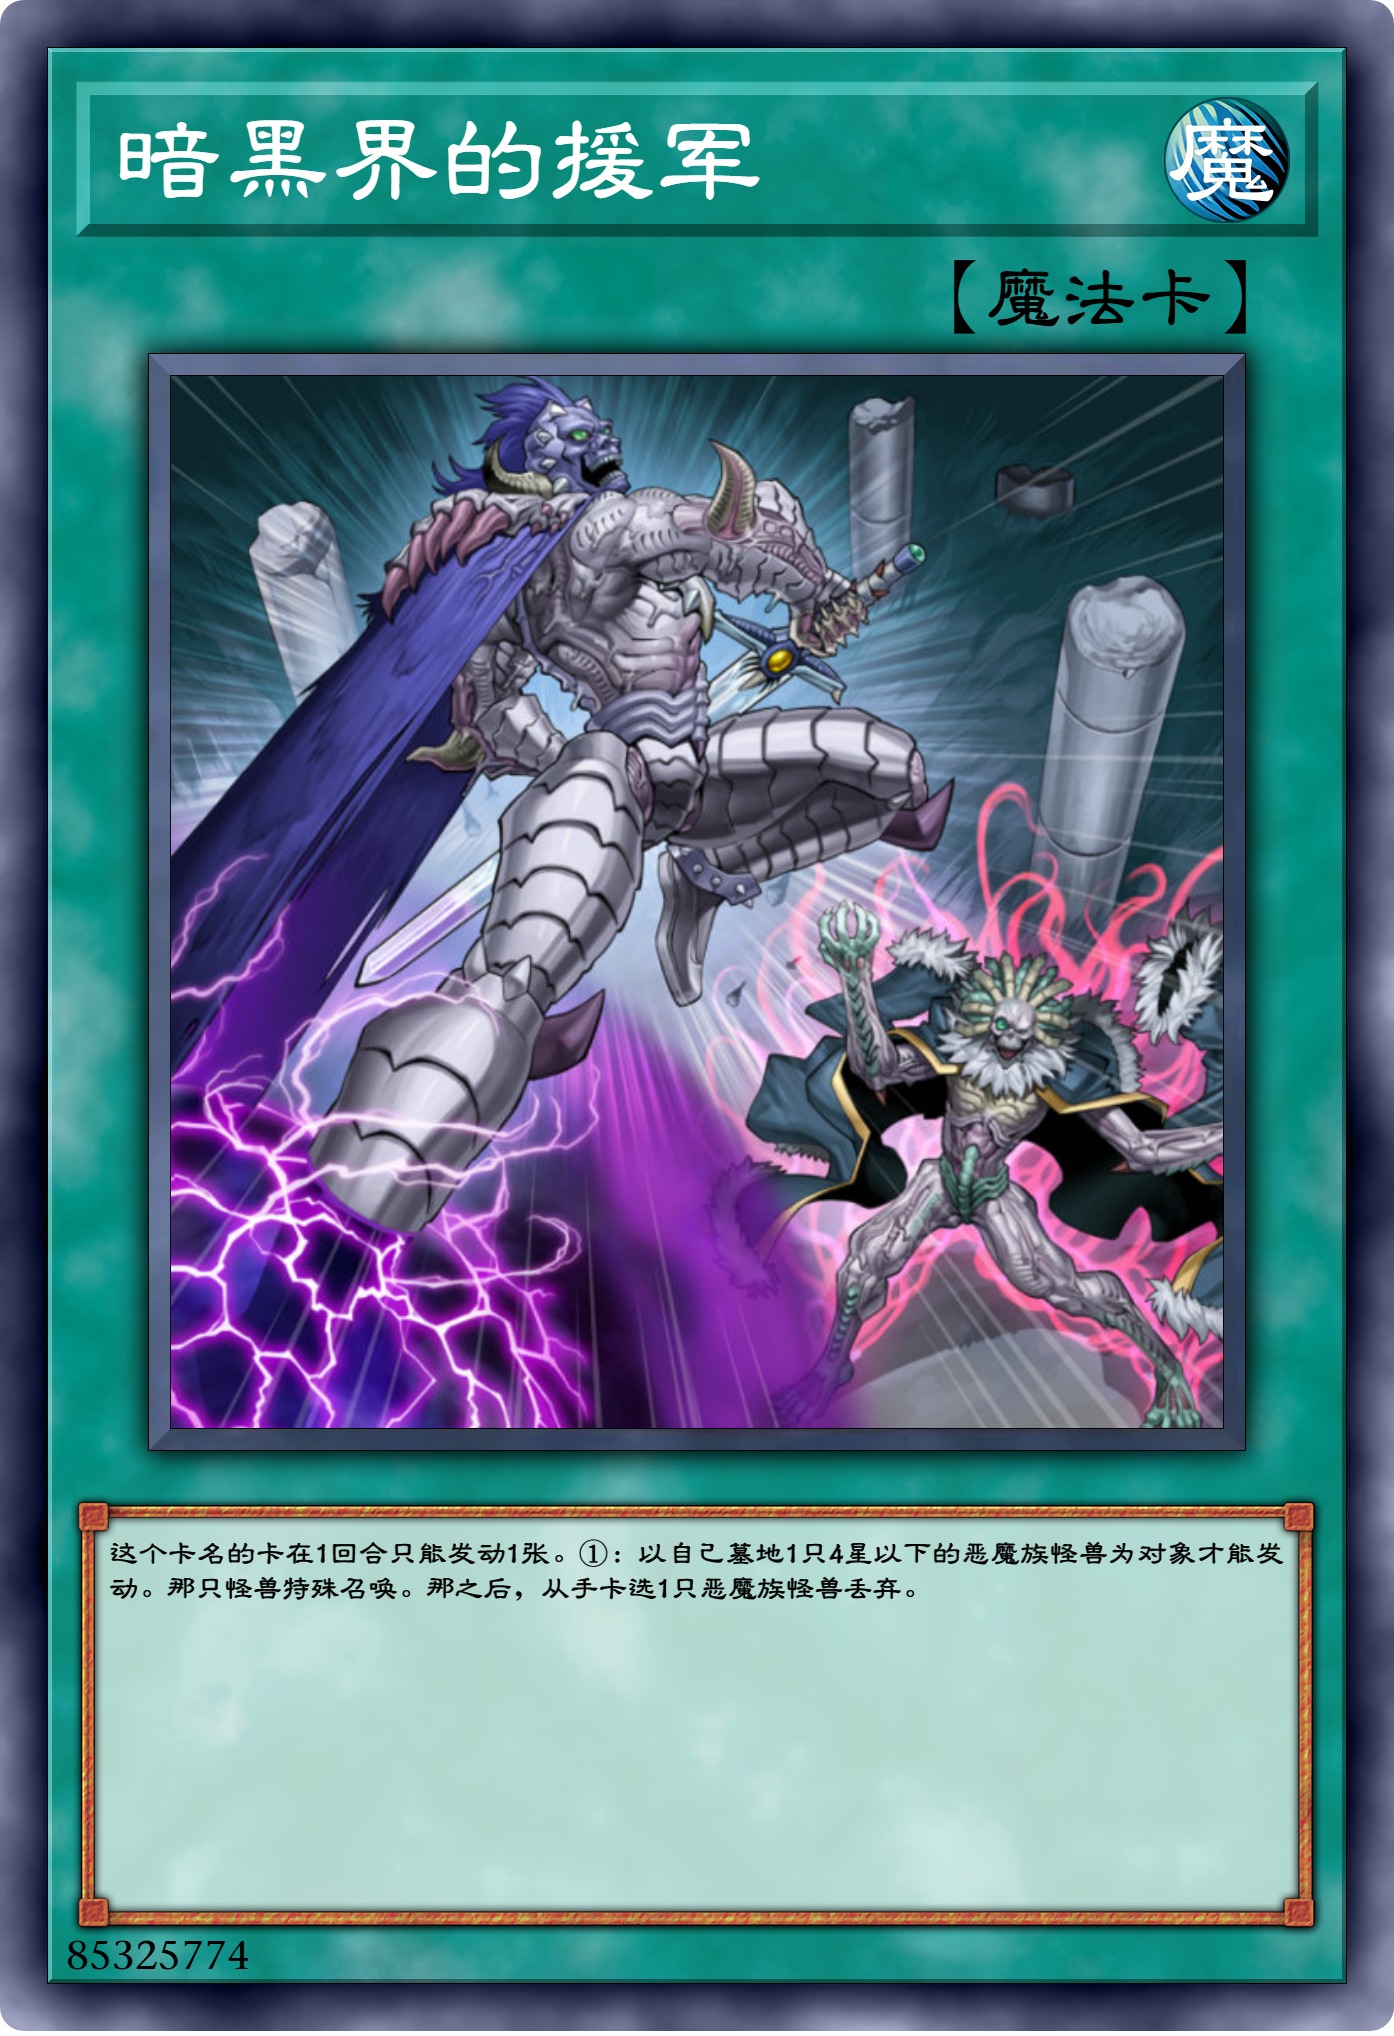 暗黑界的援军
魔
【魔法卡】
这个卡名的卡在1回合只能发动1张。①：以自己墓地1只4星以下的恶魔族怪兽为对象才能发
动。那只怪兽特殊召唤。那之后，从手卡选1只恶魔族怪兽丢弃。
85325774